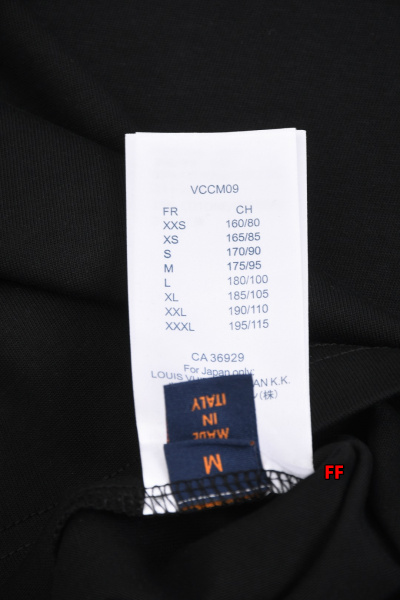 VCCM09
FR CH
XXS 160/80
XS 165/85
S 170/90
M 175/95
L 180/100
XL 185/105
XXL 190/110
XXXL 195/115
CA 36929
For Japan only:
LOUIS K.K.
(株)
MADE
IN
ITALY
M
FF